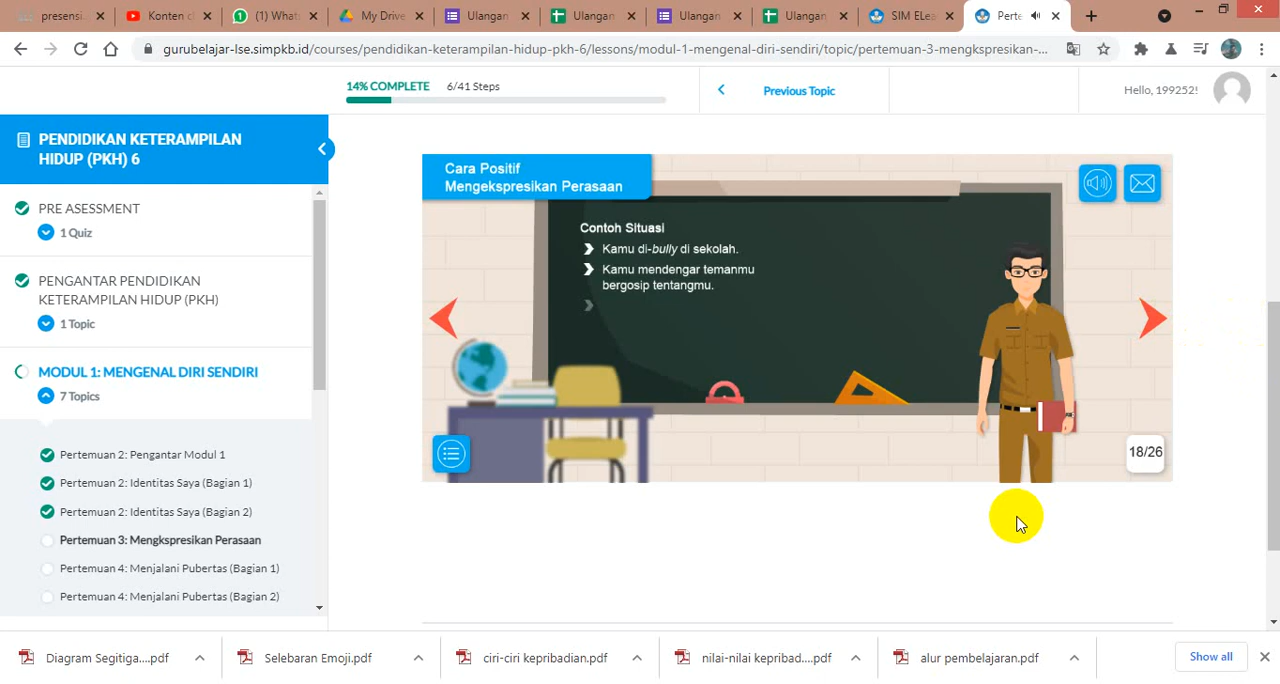 presensi.
Konten c
(1) What
My Drive
Ulangan
Ulangan
Ulangan
Ulangan
SIM ELea
Perte
gurubelajar-lse.simpkb.id/courses/pendidikan-keterampilan-hidup-pkh-6/lessons/modul-1-mengenal-diri-sendiri/topic/pertemuan-3-mengkspresikan-...
14% COMPLETE 6/41 Steps
Previous Topic
Hello, 199252!
PENDIDIKAN KETERAMPILAN
HIDUP (PKH) 6
PRE ASESSMENT
1 Quiz
PENGANTAR PENDIDIKAN
KETERAMPILAN HIDUP (PKH)
1 Topic
MODUL 1: MENGENAL DIRI SENDIRI
7 Topics
Pertemuan 2: Pengantar Modul 1
Pertemuan 2: Identitas Saya (Bagian 1)
Pertemuan 2: Identitas Saya (Bagian 2)
Pertemuan 3: Mengkspresikan Perasaan
Pertemuan 4: Menjalani Pubertas (Bagian 1)
Pertemuan 4: Menjalani Pubertas (Bagian 2)
Cara Positif
Mengekspresikan Perasaan
Contoh Situasi
Kamu di-bully di sekolah.
Kamu mendengar temanmu
bergosip tentangmu.
18/26
Diagram Segitiga....pdf
Selebaran Emoji.pdf
ciri-ciri kepribadian.pdf
nilai-nilai kepribad....pdf
alur pembelajaran.pdf
Show all